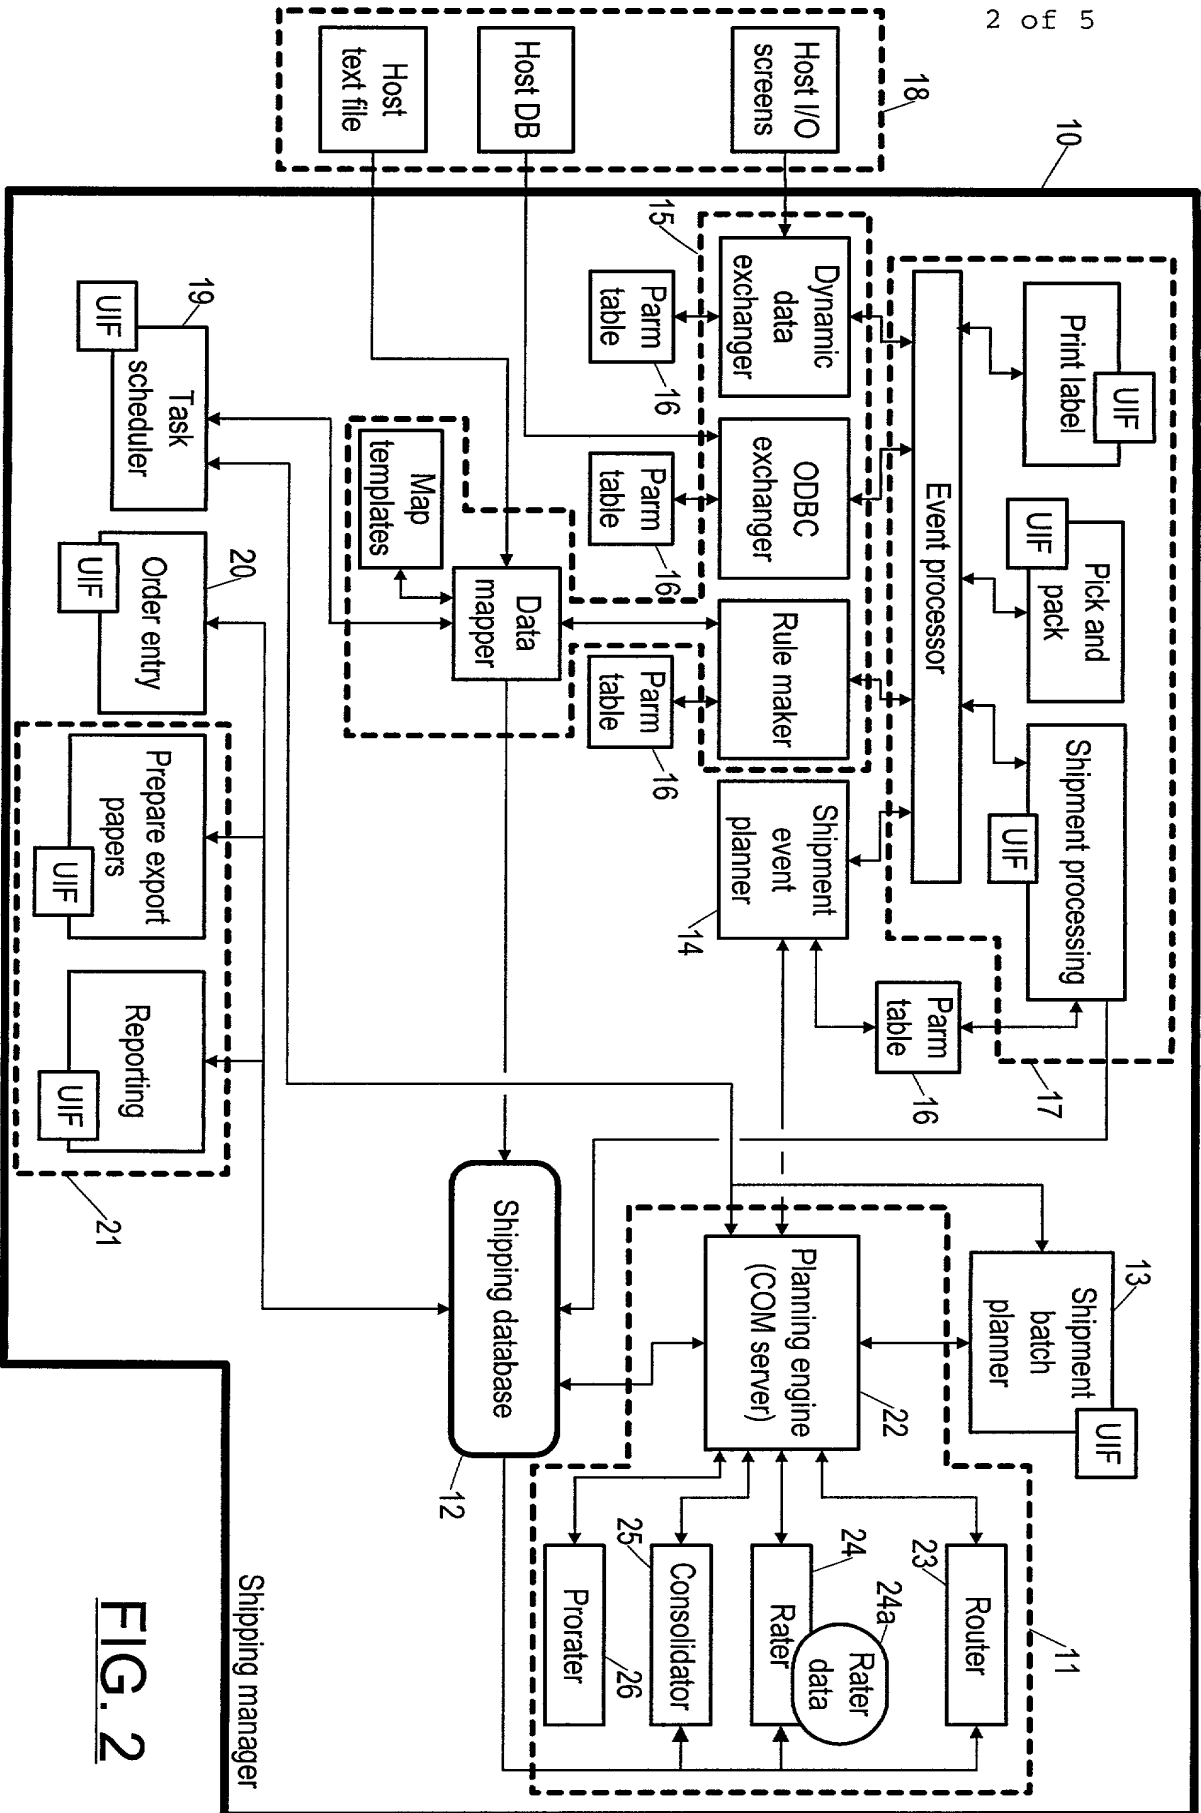 2 of 5
18
Host I/O
screens
Host DB
Host
text file
10
Print label
UIF
Pick and
pack
UIF
Shipment processing
UIF
Event processor
17
15
Dynamic
data
exchanger
ODBC
exchanger
Rule maker
Shipment
event
planner
14
Parm
table
16
Parm
table
16
Parm
table
16
Parm
table
16
Map
templates
Data
mapper
19
Task
scheduler
UIF
20
Order entry
UIF
Prepare export
papers
UIF
Reporting
UIF
21
13
Shipment
batch
planner
UIF
Planning engine
(COM server)
22
Shipping database
12
11
Router
23
Rater
data
24a
Rater
24
Consolidator
25
Prorater
26
Shipping manager
FIG. 2